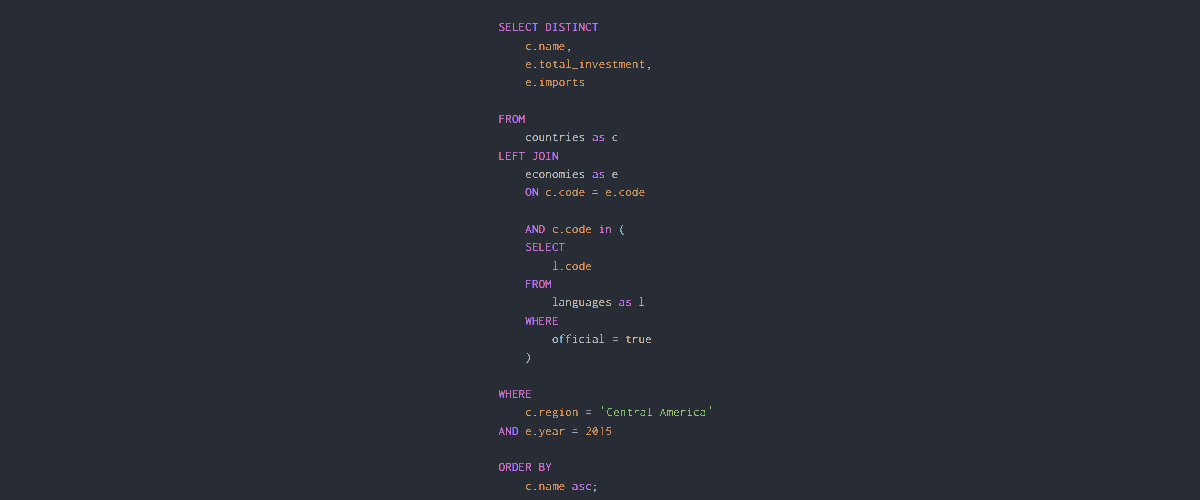 SELECT DISTINCT
c.name,
e.total_investment,
e.imports
FROM
countries as c
LEFT JOIN
economies as e
ON c.code = e.code
AND c.code in (
SELECT
l.code
FROM
languages as l
WHERE
official = true
)
WHERE
c.region = 'Central America'
AND e.year = 2015
ORDER BY
c.name asc;